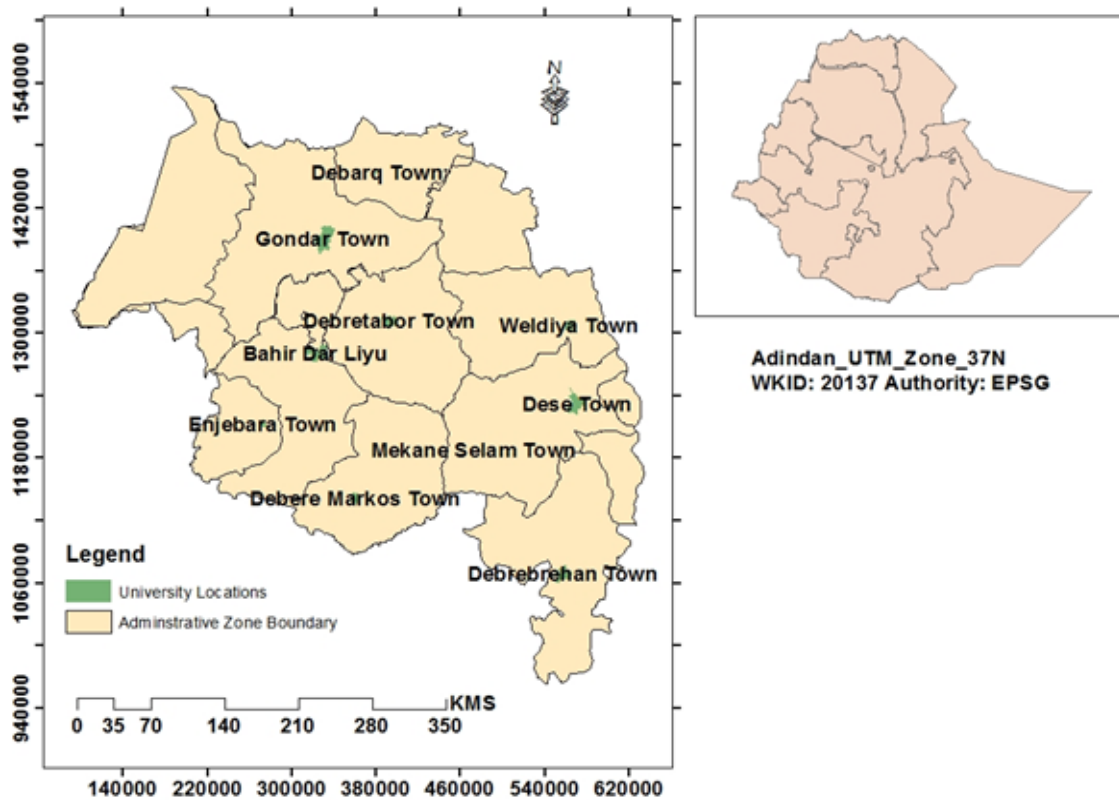 N
Debarq Town
Gondar Town
Debretabor Town
Weldiya Town
Bahir Dar Liyu
Dese Town
Enjebara Town
Mekane Selam Town
Debere Markos Town
Debrebrehan Town
Legend
University Locations
Adminstrative Zone Boundary
KMS
0 35 70 140 210 280 350
1540000
1420000
1300000
1180000
1060000
940000
140000 220000 300000 380000 460000 540000 620000
Adindan_UTM_Zone_37N
WKID: 20137 Authority: EPSG